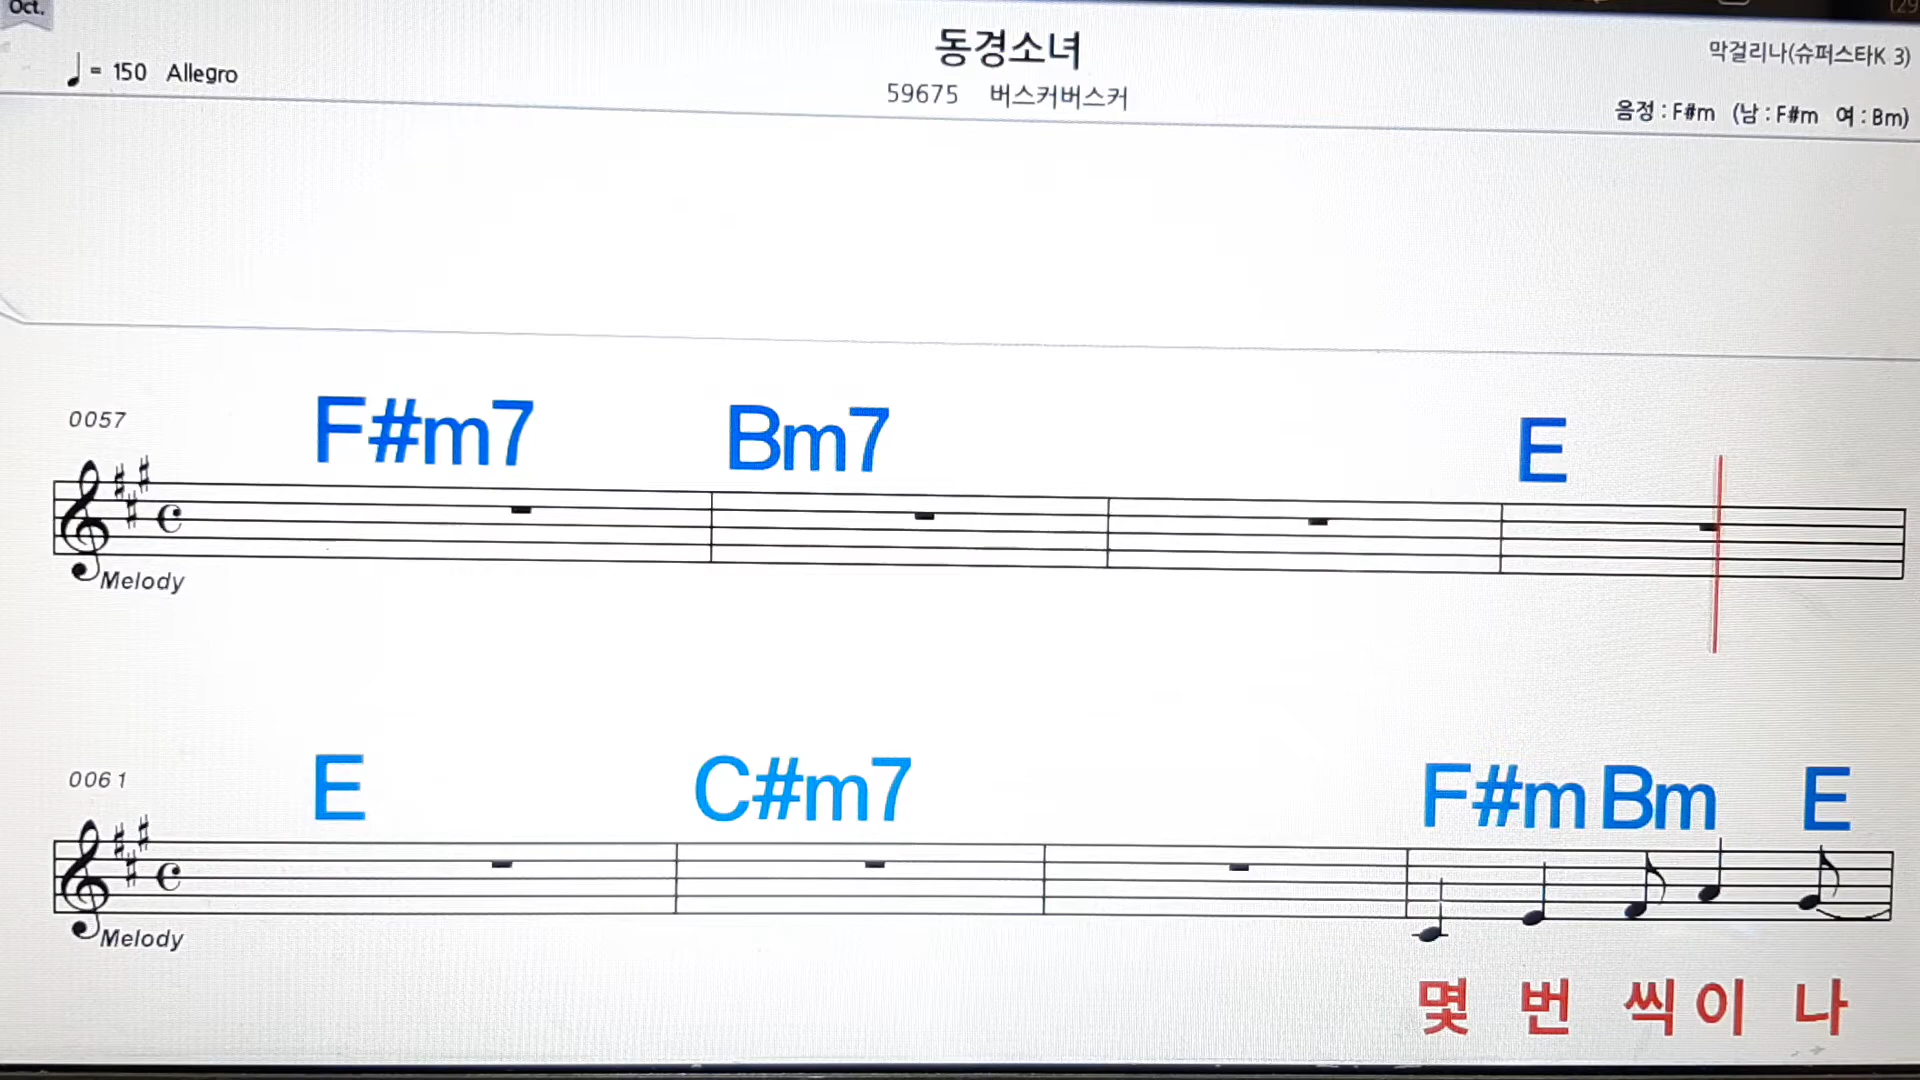 Oct.
♩ = 150 Allegro
동경소녀
59675 버스커버스커
막걸리나(슈퍼스타K 3)
음정 : F#m (남 : F#m 여 : Bm)
0057
F#m7 Bm7 E
Melody
0061
E C#m7 F#m Bm E
Melody
몇 번 씩 이 나